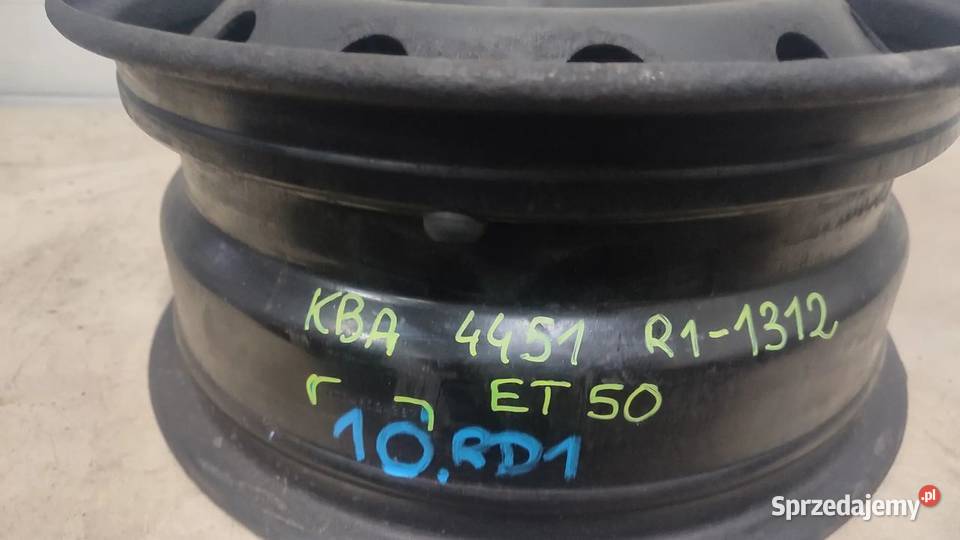 KBA 4451 R1-1312
ET 50
10.RD1
Sprzedajemy.pl